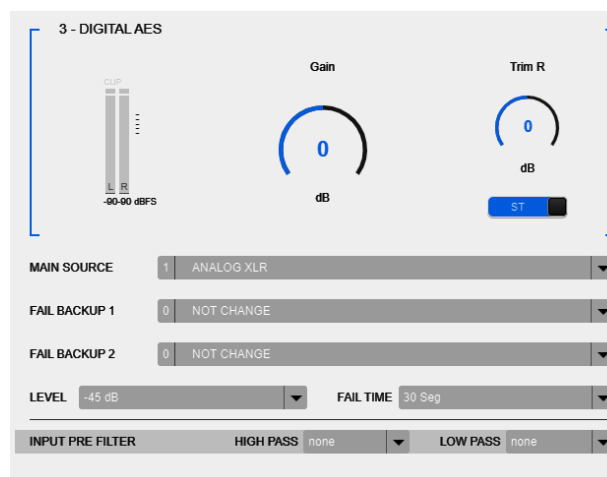 3 - DIGITAL AES
Gain
Trim R
CLIP
0
0
L R
-90-90 dBFS
dB
dB
ST
MAIN SOURCE 1 ANALOG XLR
FAIL BACKUP 1 0 NOT CHANGE
FAIL BACKUP 2 0 NOT CHANGE
LEVEL -45 dB FAIL TIME 30 Seg
INPUT PRE FILTER HIGH PASS none LOW PASS none